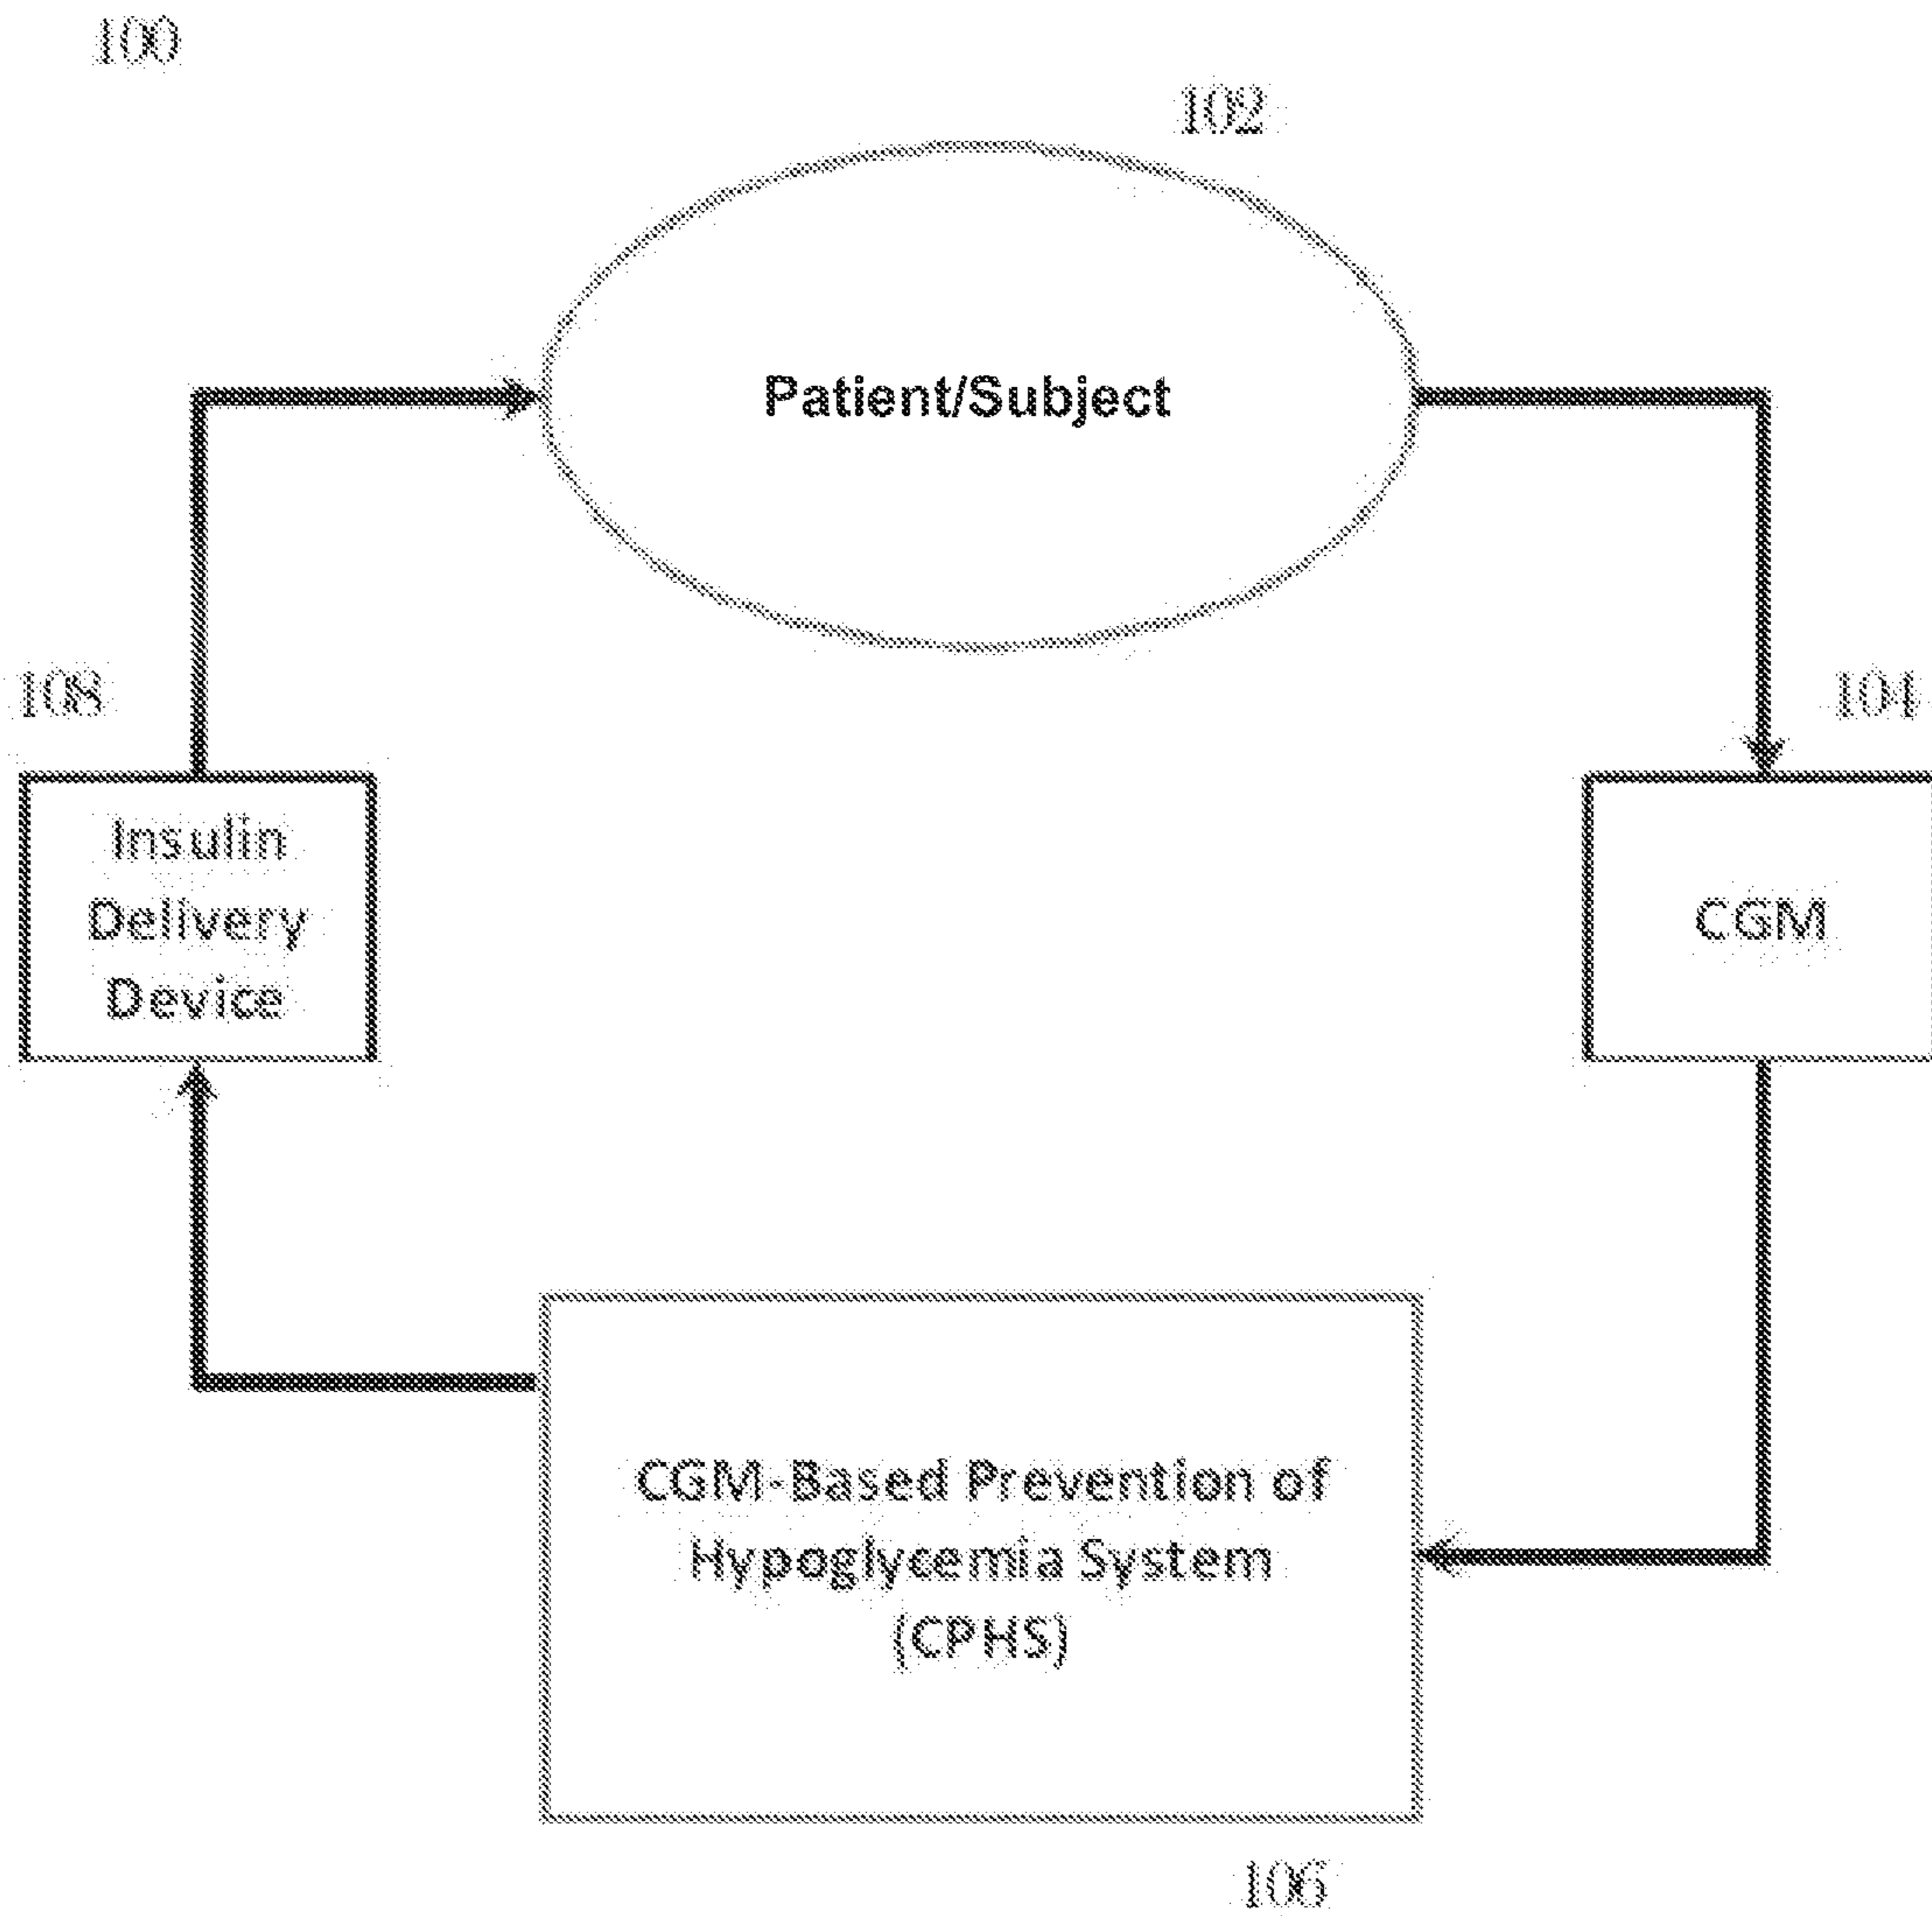 100
102
Patient/Subject
108
104
Insulin
Delivery
Device
CGM
CGM-Based Prevention of
Hypoglycemia System
(CPHS)
106